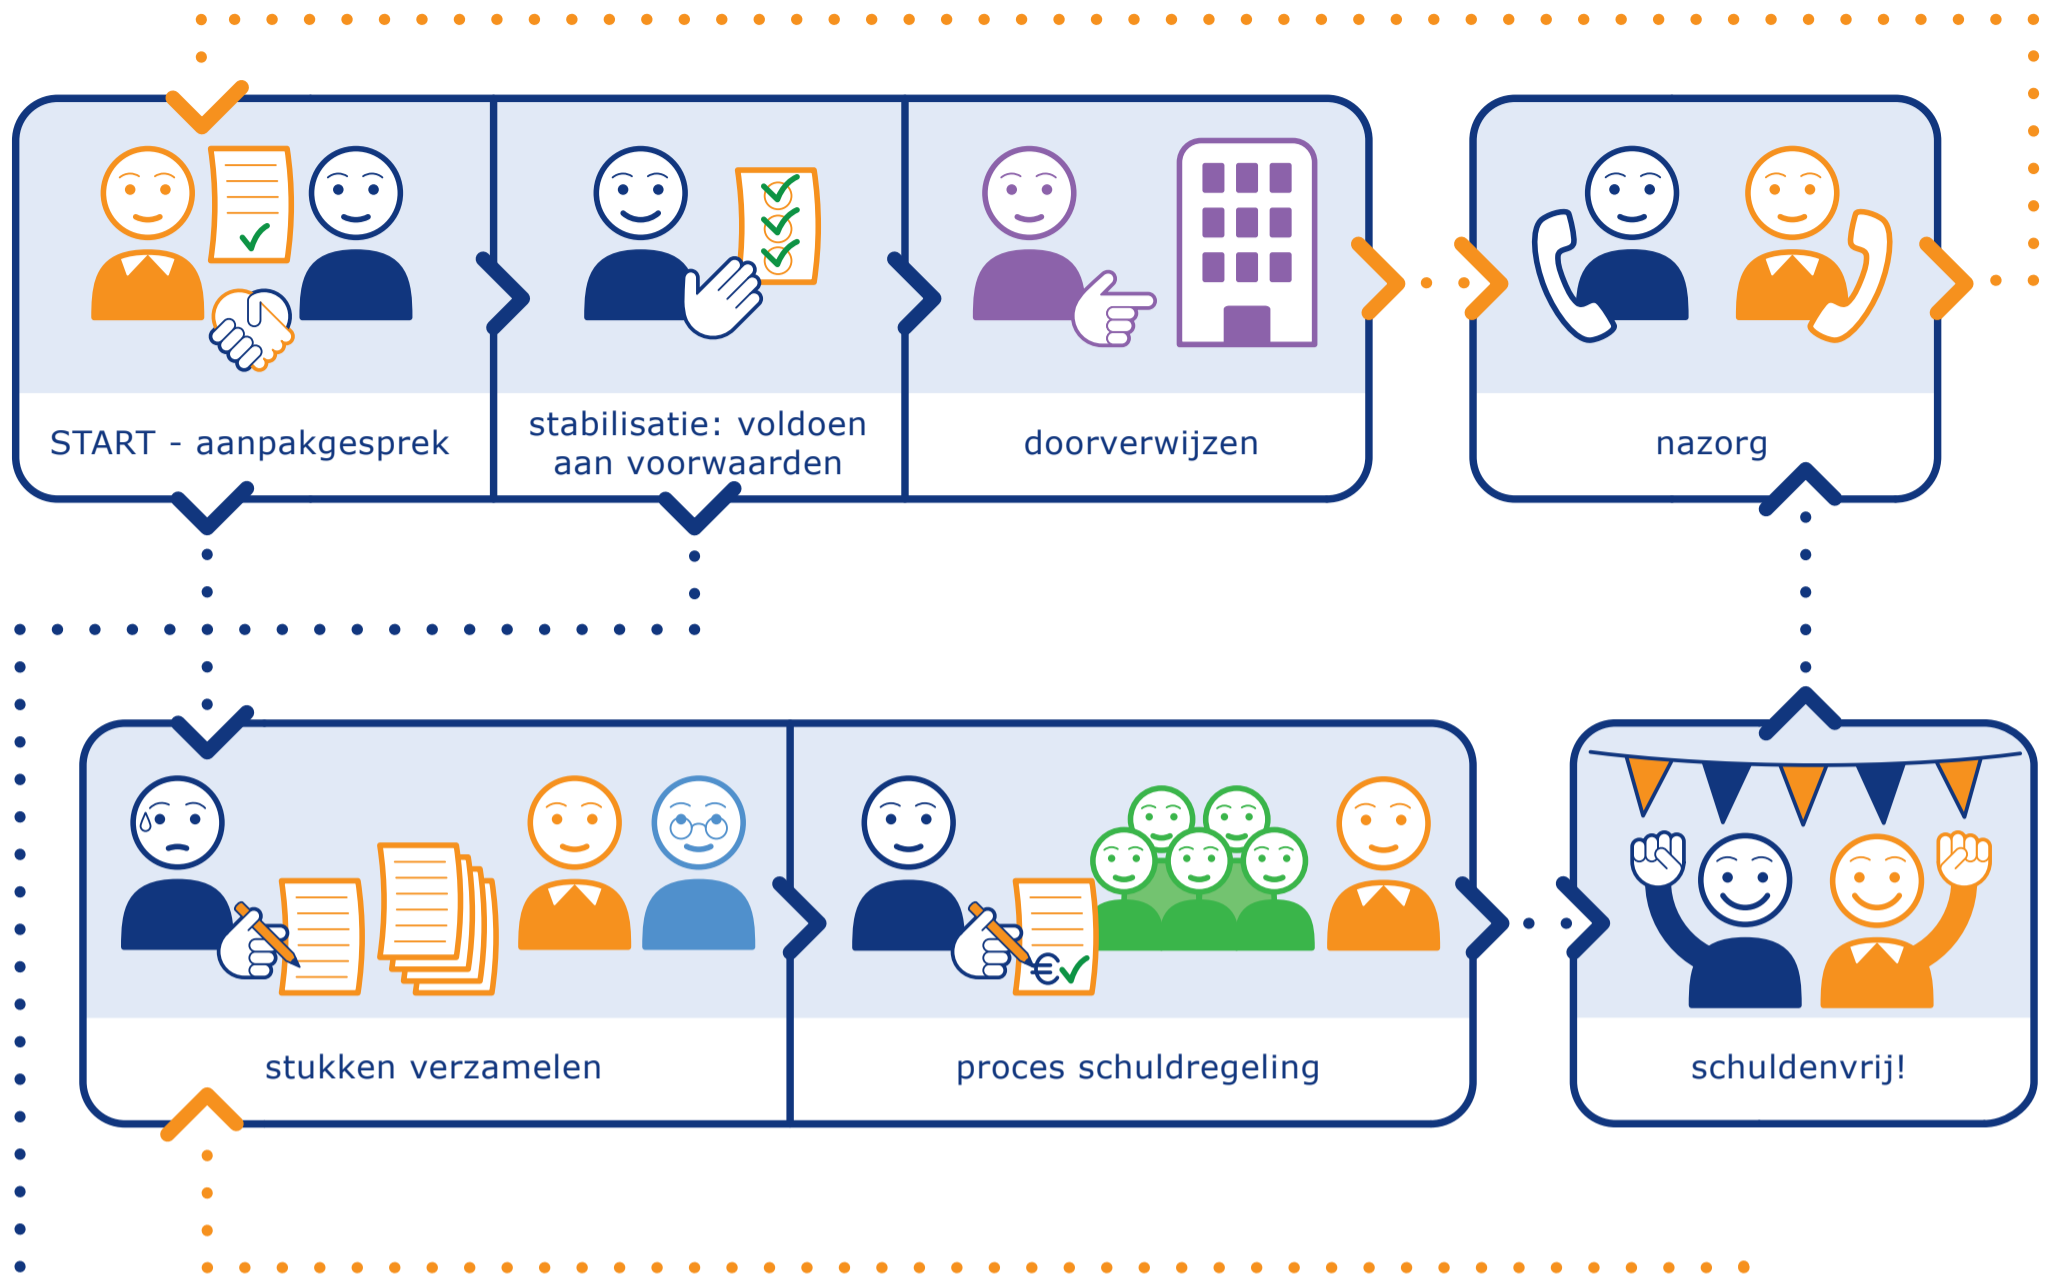 START - aanpakgesprek
stabilisatie: voldoen
aan voorwaarden
doorverwijzen
nazorg
stukken verzamelen
€
proces schuldregeling
schuldenvrij!